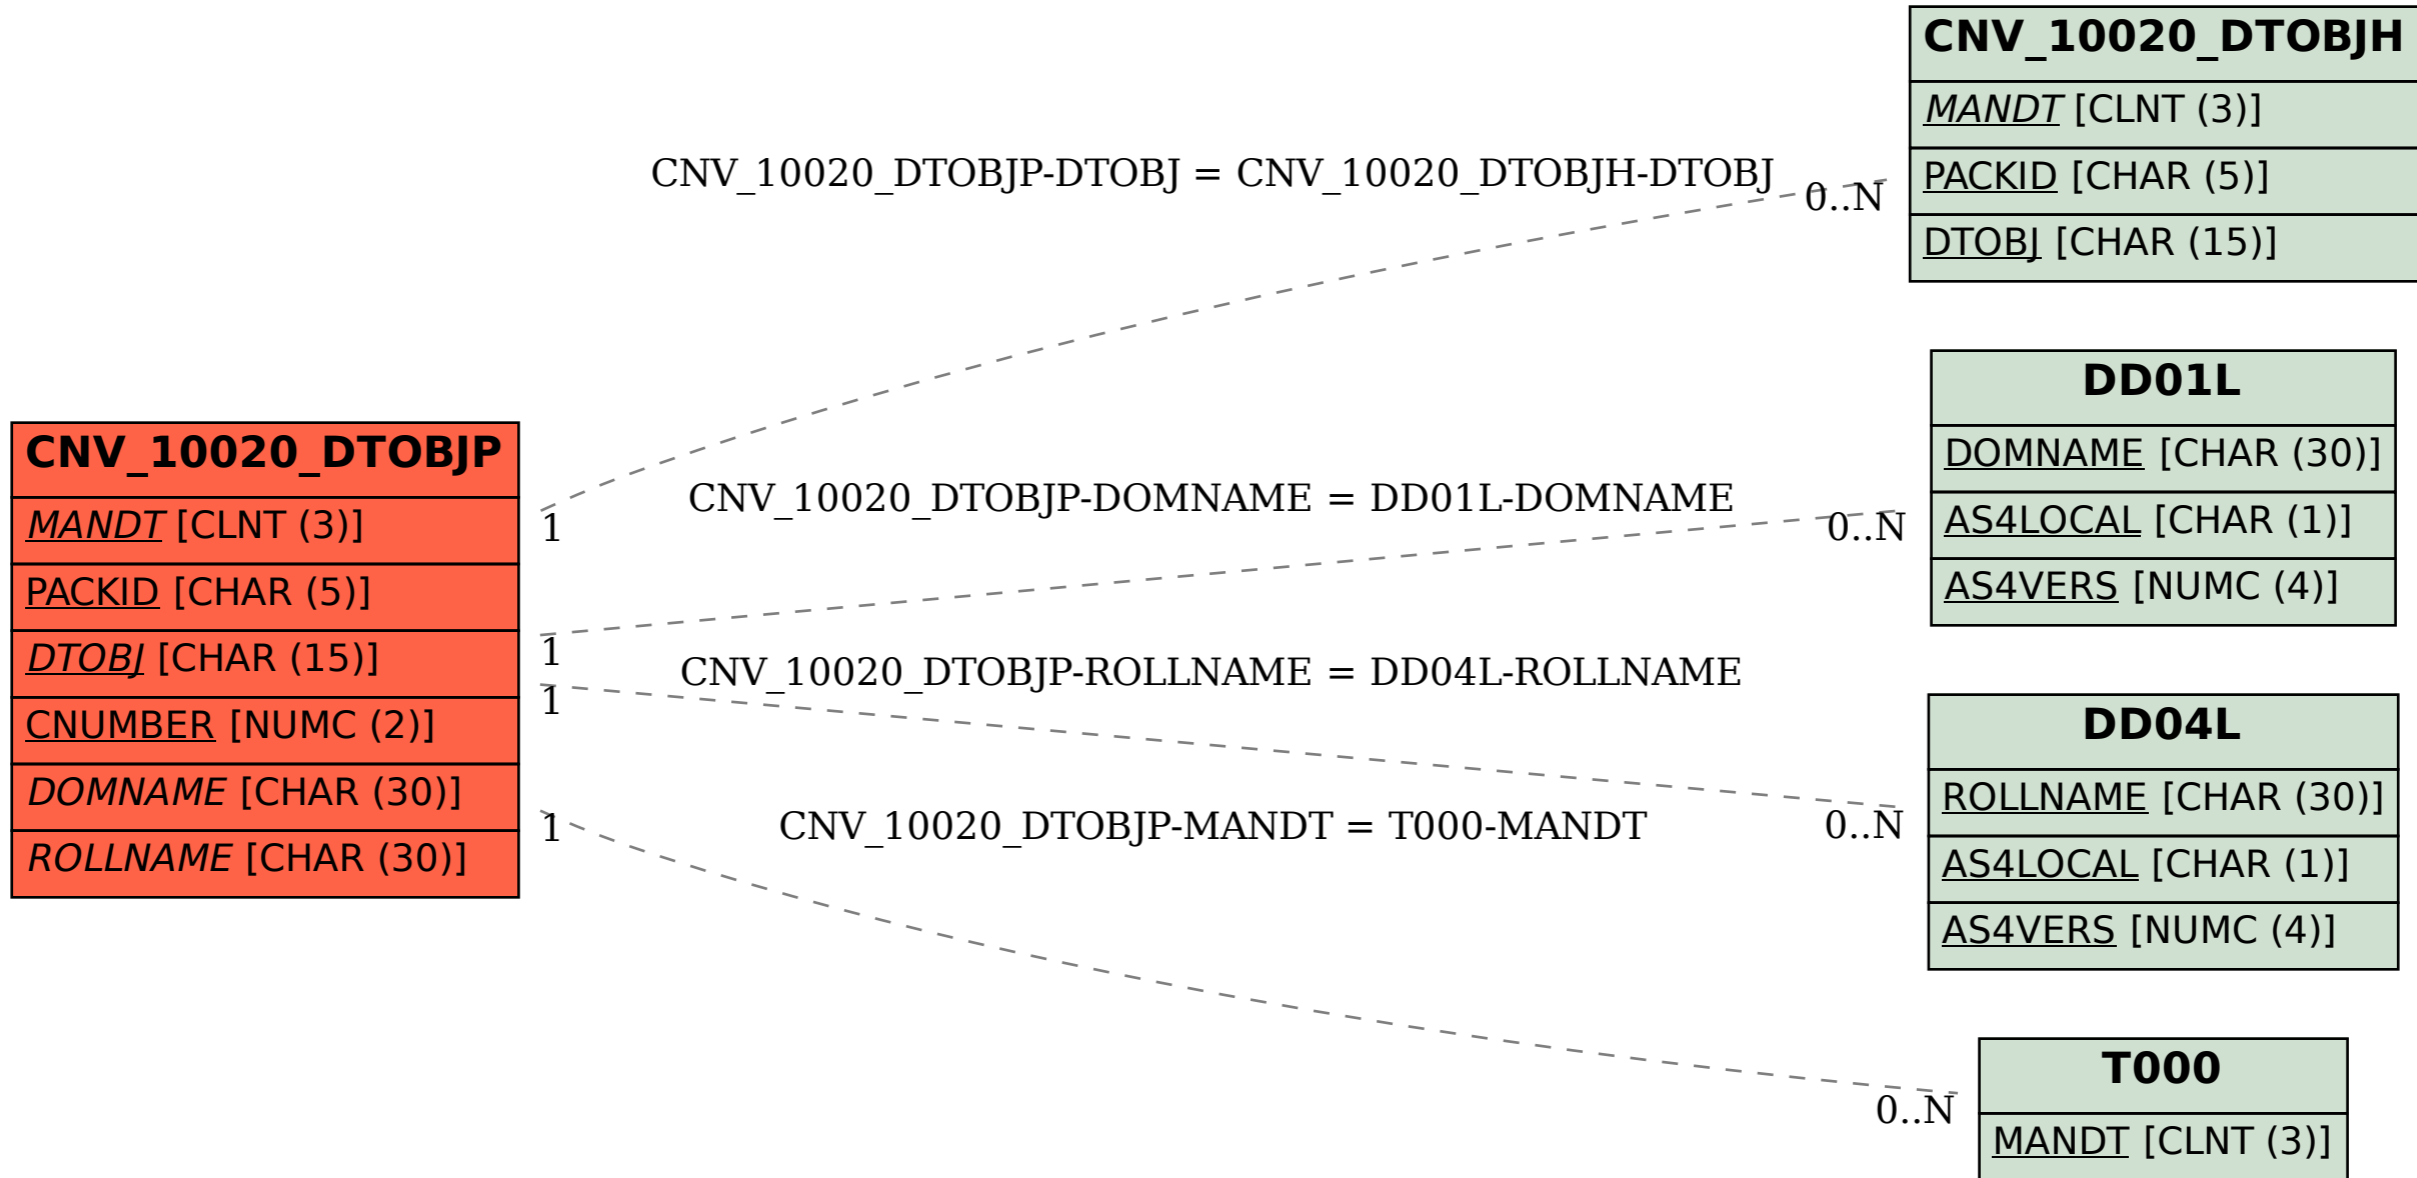 CNV_10020_DTOBJH
MANDT [CLNT (3)]
PACKID [CHAR (5)]
DTOBJ [CHAR (15)]
CNV_10020_DTOBJP-DTOBJ = CNV_10020_DTOBJH-DTOBJ
0..N
1
DD01L
DOMNAME [CHAR (30)]
AS4LOCAL [CHAR (1)]
AS4VERS [NUMC (4)]
CNV_10020_DTOBJP
MANDT [CLNT (3)]
PACKID [CHAR (5)]
DTOBJ [CHAR (15)]
CNUMBER [NUMC (2)]
DOMNAME [CHAR (30)]
ROLLNAME [CHAR (30)]
CNV_10020_DTOBJP-DOMNAME = DD01L-DOMNAME
0..N
1
CNV_10020_DTOBJP-ROLLNAME = DD04L-ROLLNAME
1
0..N
DD04L
ROLLNAME [CHAR (30)]
AS4LOCAL [CHAR (1)]
AS4VERS [NUMC (4)]
CNV_10020_DTOBJP-MANDT = T000-MANDT
1
0..N
T000
MANDT [CLNT (3)]